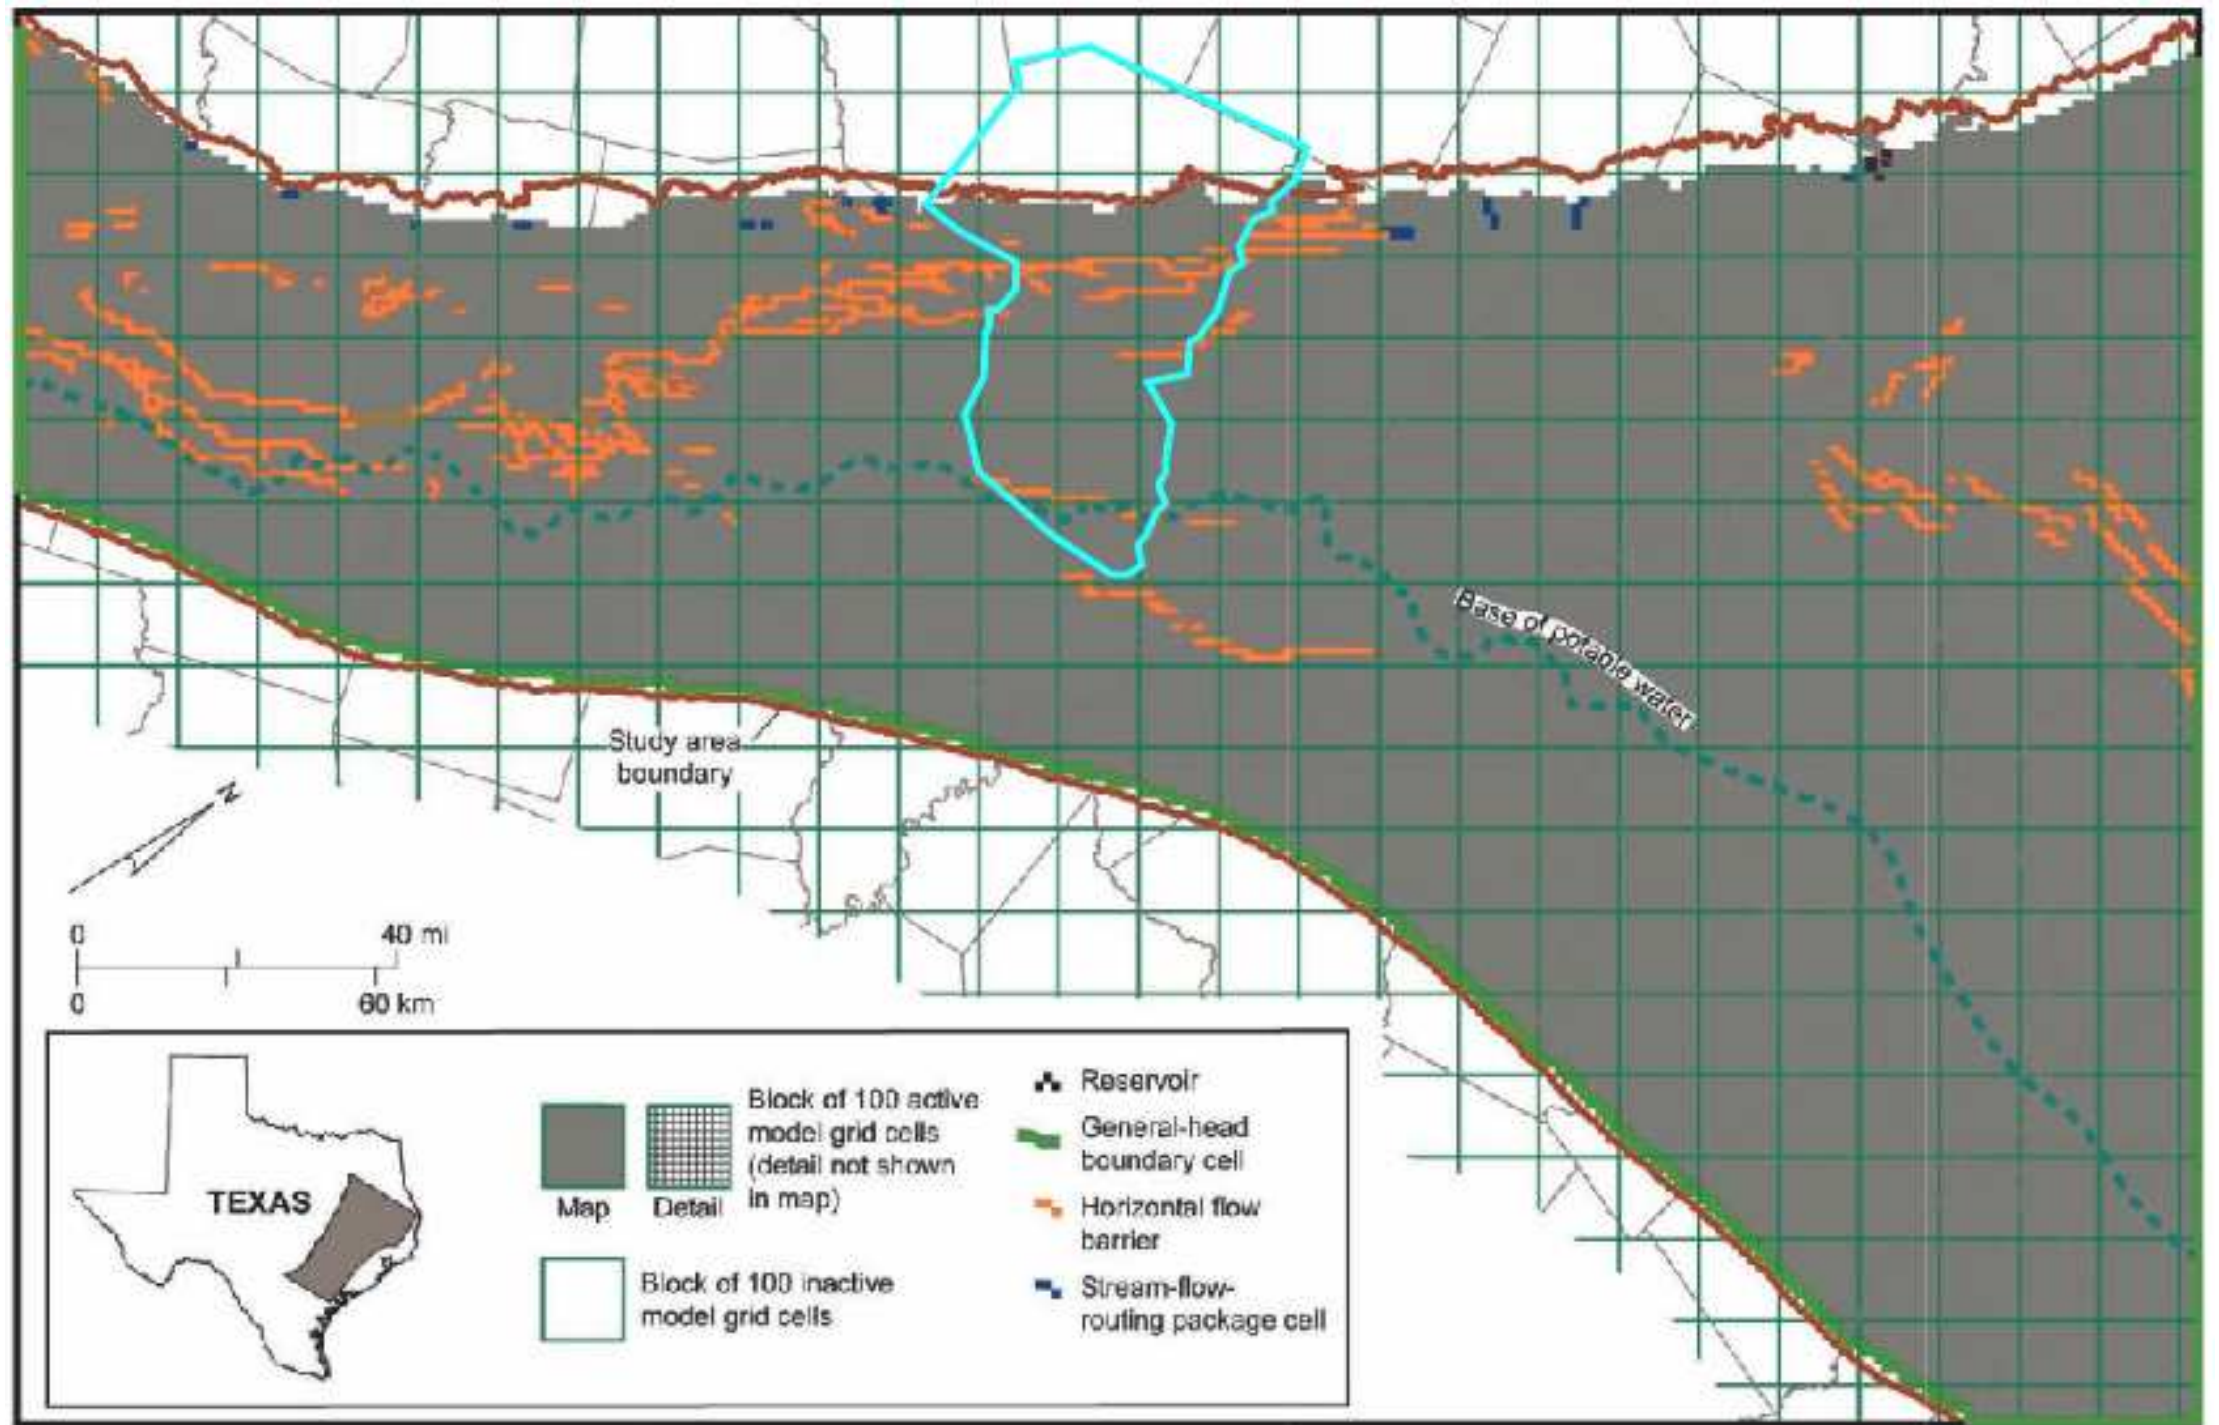 Base of potable water
Study area
boundary
N
0 40 mi
0 60 km
TEXAS
Map
Detail
Block of 100 active
model grid cells
(detail not shown
in map)
Block of 100 inactive
model grid cells
Reservoir
General-head
boundary cell
Horizontal flow
barrier
Stream-flow-
routing package cell